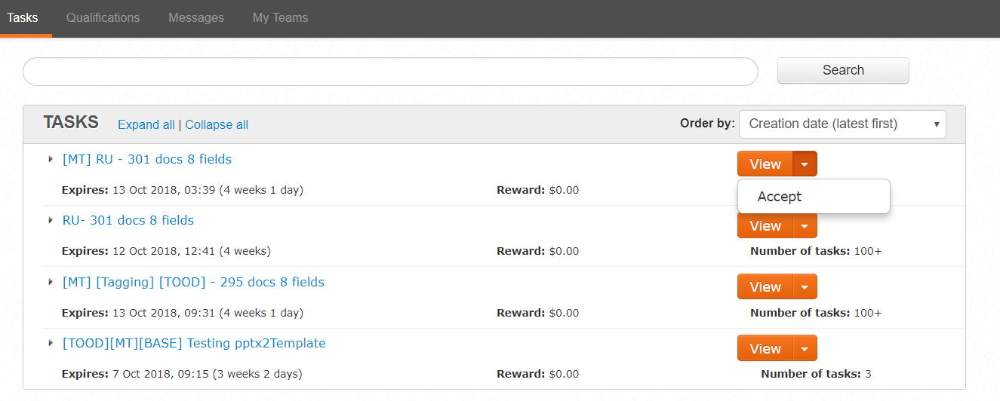 Tasks Qualifications Messages My Teams
Search
TASKS Expand all | Collapse all Order by: Creation date (latest first)
[MT] RU - 301 docs 8 fields View
Expires: 13 Oct 2018, 03:39 (4 weeks 1 day) Reward: $0.00 Accept
RU- 301 docs 8 fields View
Expires: 12 Oct 2018, 12:41 (4 weeks) Reward: $0.00 Number of tasks: 100+
[MT] [Tagging] [TOOD] - 295 docs 8 fields View
Expires: 13 Oct 2018, 09:31 (4 weeks 1 day) Reward: $0.00 Number of tasks: 100+
[TOOD][MT][BASE] Testing pptx2Template View
Expires: 7 Oct 2018, 09:15 (3 weeks 2 days) Reward: $0.00 Number of tasks: 3